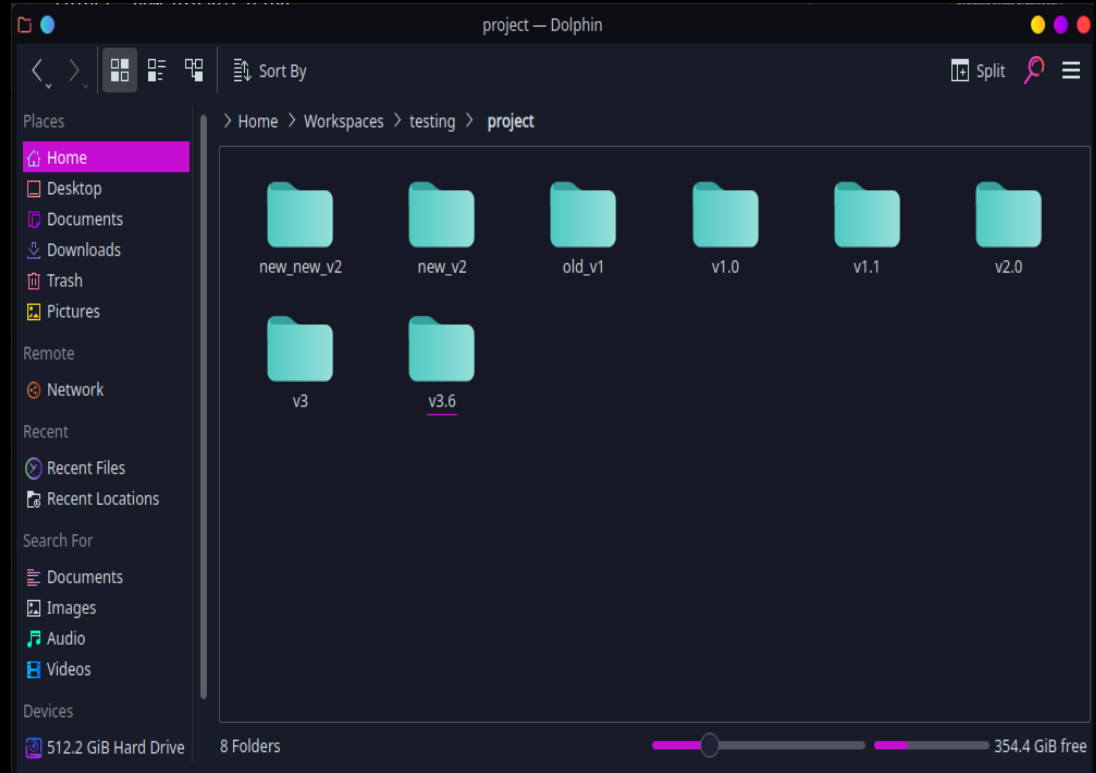 project — Dolphin
Sort By
Split
Places
Home
Desktop
Documents
Downloads
Trash
Pictures
Remote
Network
Recent
Recent Files
Recent Locations
Search For
Documents
Images
Audio
Videos
Devices
512.2 GiB Hard Drive
> Home > Workspaces > testing > project
new_new_v2 new_v2 old_v1 v1.0 v1.1 v2.0
v3 v3.6
8 Folders
354.4 GiB free